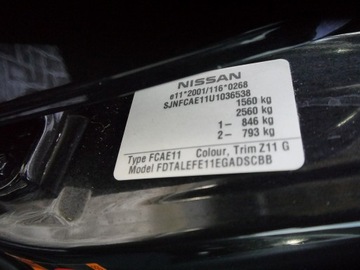 NISSAN
e11*2001/116*0268
SJNFCAE11U1036538
1560 kg
2560 kg
1– 846 kg
2– 793 kg
Type FCAE11 Colour, Trim Z11 G
Model FDTALEFE11EGADSCBB